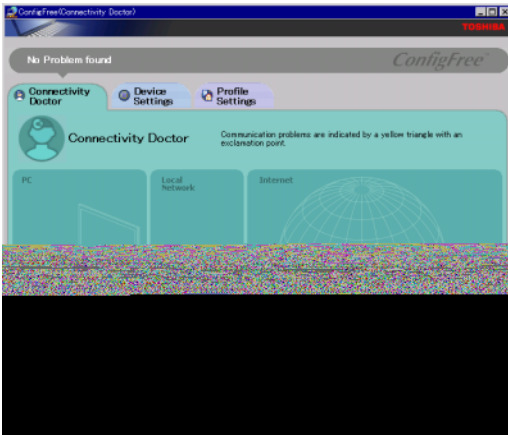 ConfigFree(Connectivity Doctor)
TOSHIBA
No Problem found
ConfigFree™
Connectivity
Doctor
Device
Settings
Profile
Settings
Connectivity Doctor
Communication problems are indicated by a yellow triangle with an
exclamation point.
PC
Local
Network
Internet